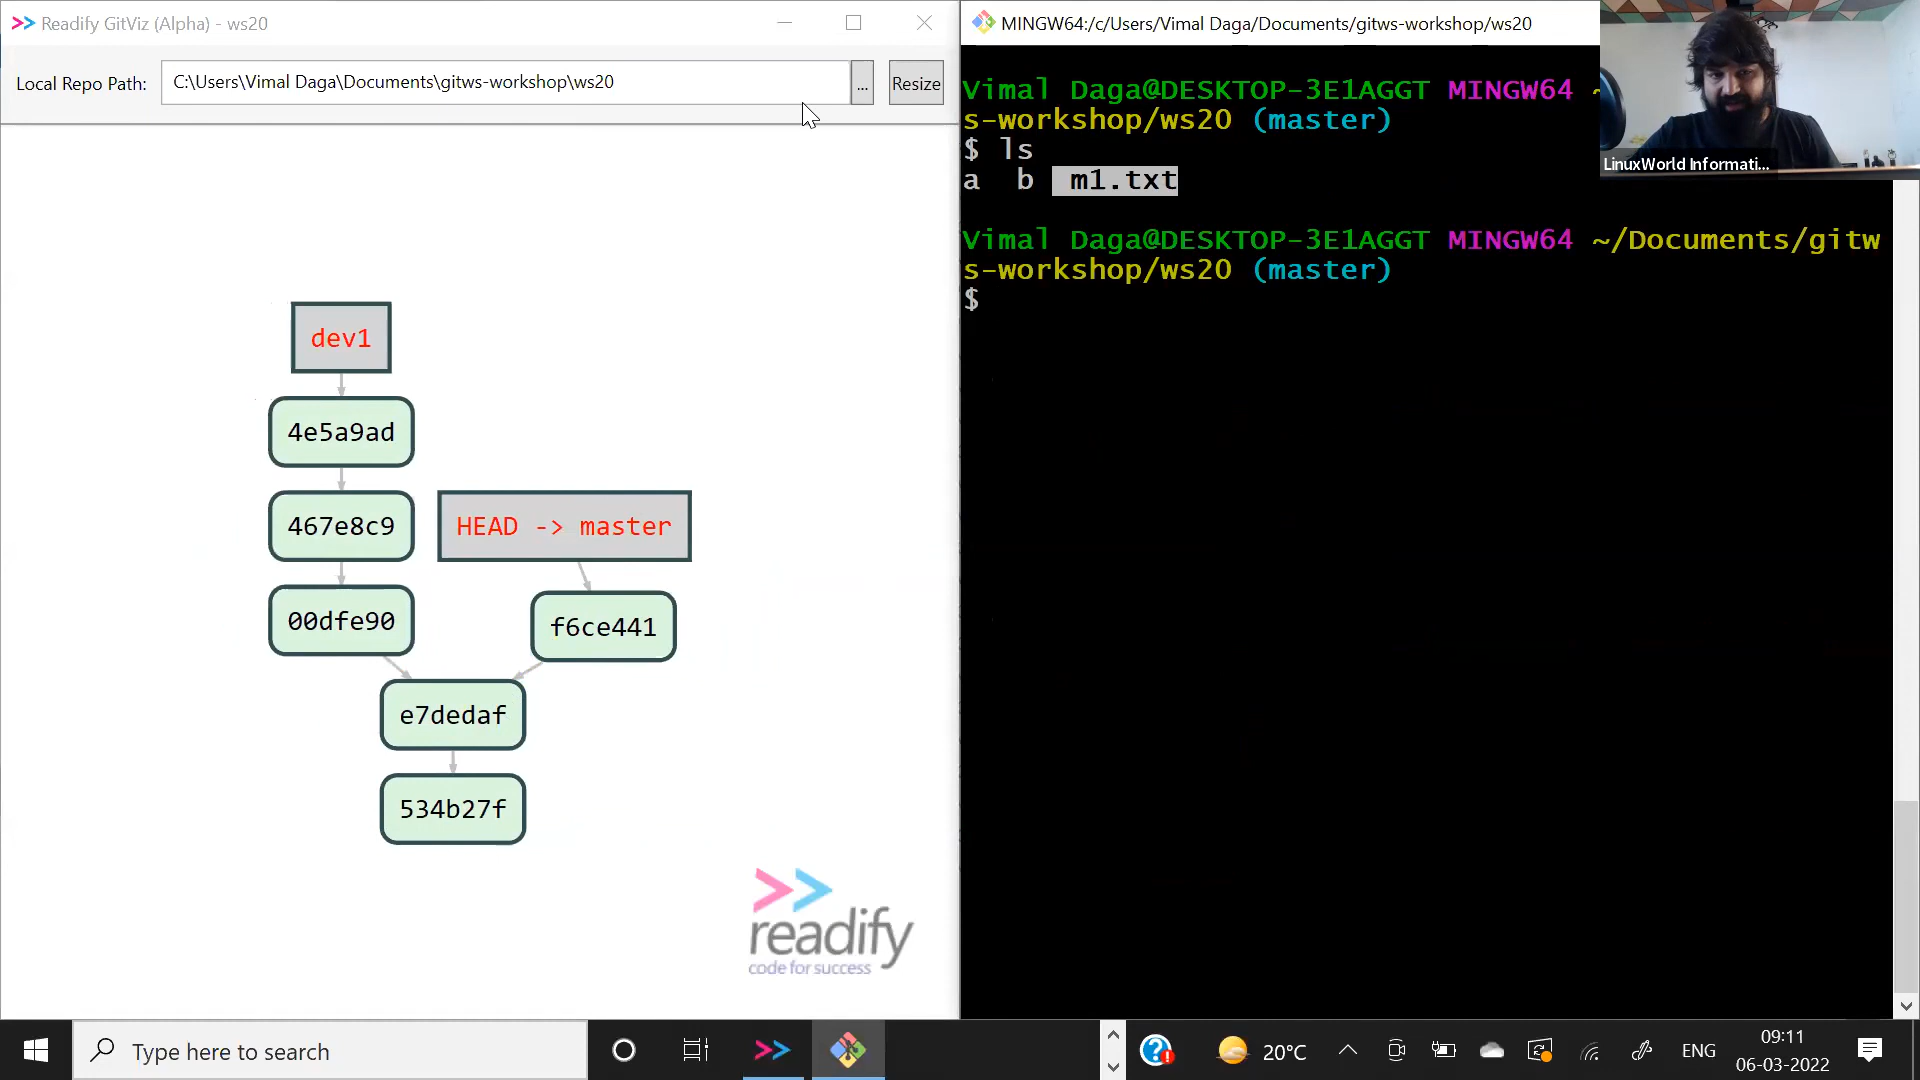 Readify GitViz (Alpha) - ws20
Local Repo Path:
C:\Users\Vimal Daga\Documents\gitws-workshop\ws20
...
Resize
dev1
4e5a9ad
467e8c9
HEAD -> master
00dfe90
f6ce441
e7dedaf
534b27f
readify
code for success
MINGW64:/c/Users/Vimal Daga/Documents/gitws-workshop/ws20
Vimal Daga@DESKTOP-3E1AGGT MINGW64 ~
s-workshop/ws20 (master)
$ ls
a b m1.txt
Vimal Daga@DESKTOP-3E1AGGT MINGW64 ~/Documents/gitw
s-workshop/ws20 (master)
$
LinuxWorld Informati...
Type here to search
20°C
ENG
09:11
06-03-2022